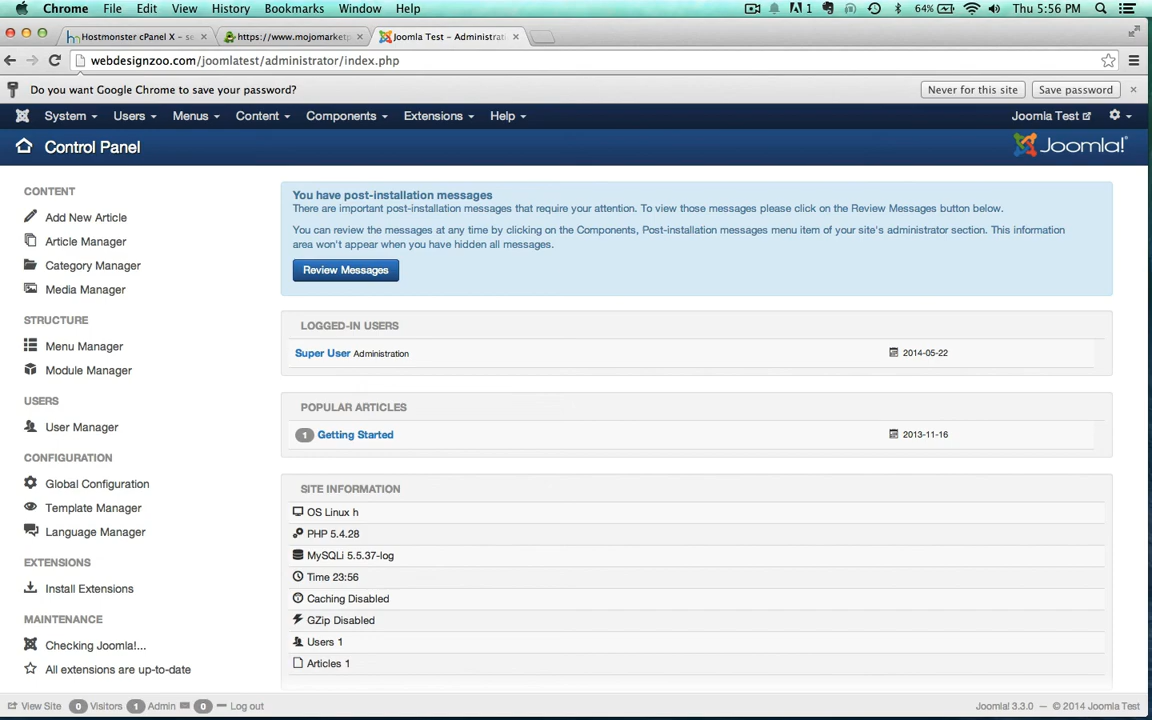 Chrome File Edit View History Bookmarks Window Help 1 64% Thu 5:56 PM
Hostmonster cPanel X - se × https://www.mojomarketp × Joomla Test - Administrati ×
webdesignzoo.com/joomlatest/administrator/index.php
Do you want Google Chrome to save your password? Never for this site Save password ×
System Users Menus Content Components Extensions Help Joomla Test
Control Panel Joomla!®
CONTENT
Add New Article
Article Manager
Category Manager
Media Manager
STRUCTURE
Menu Manager
Module Manager
USERS
User Manager
CONFIGURATION
Global Configuration
Template Manager
Language Manager
EXTENSIONS
Install Extensions
MAINTENANCE
Checking Joomla!...
All extensions are up-to-date
You have post-installation messages
There are important post-installation messages that require your attention. To view those messages please click on the Review Messages button below.
You can review the messages at any time by clicking on the Components, Post-installation messages menu item of your site's administrator section. This information
area won't appear when you have hidden all messages.
Review Messages
LOGGED-IN USERS
Super User Administration 2014-05-22
POPULAR ARTICLES
1 Getting Started 2013-11-16
SITE INFORMATION
OS Linux h
PHP 5.4.28
MySQLi 5.5.37-log
Time 23:56
Caching Disabled
GZip Disabled
Users 1
Articles 1
View Site 0 Visitors 1 Admin 0 Log out Joomla! 3.3.0 — © 2014 Joomla Test